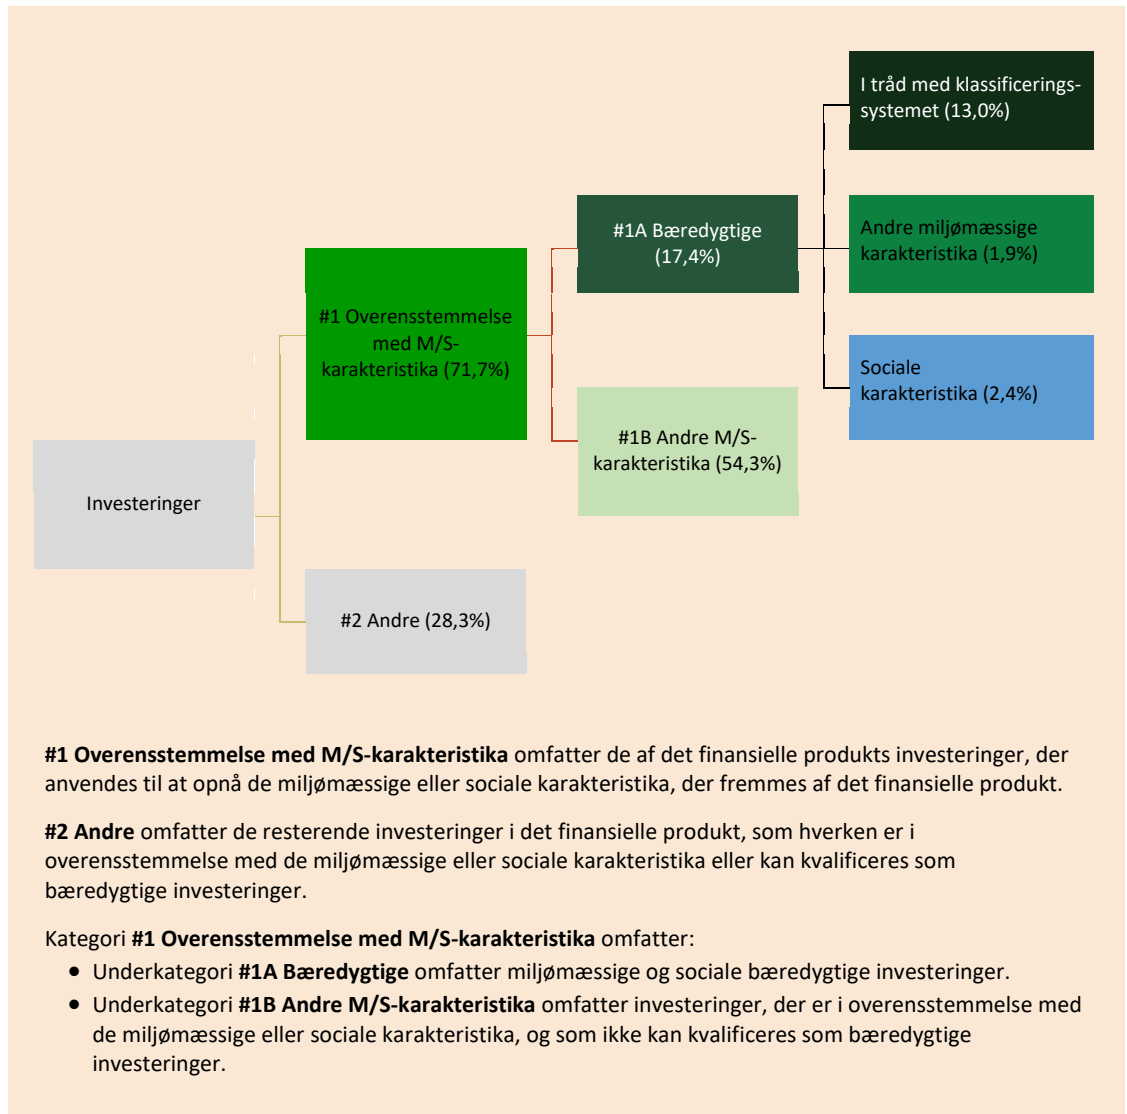 I tråd med klassificerings-
systemet (13,0%)
#1A Bæredygtige
(17,4%)
Andre miljømæssige
karakteristika (1,9%)
#1 Overensstemmelse
med M/S-
karakteristika (71,7%)
Sociale
karakteristika (2,4%)
#1B Andre M/S-
karakteristika (54,3%)
Investeringer
#2 Andre (28,3%)
#1 Overensstemmelse med M/S-karakteristika omfatter de af det finansielle produkts investeringer, der
anvendes til at opnå de miljømæssige eller sociale karakteristika, der fremmes af det finansielle produkt.
#2 Andre omfatter de resterende investeringer i det finansielle produkt, som hverken er i
overensstemmelse med de miljømæssige eller sociale karakteristika eller kan kvalificeres som
bæredygtige investeringer.
Kategori #1 Overensstemmelse med M/S-karakteristika omfatter:
• Underkategori #1A Bæredygtige omfatter miljømæssige og sociale bæredygtige investeringer.
• Underkategori #1B Andre M/S-karakteristika omfatter investeringer, der er i overensstemmelse med
de miljømæssige eller sociale karakteristika, og som ikke kan kvalificeres som bæredygtige
investeringer.